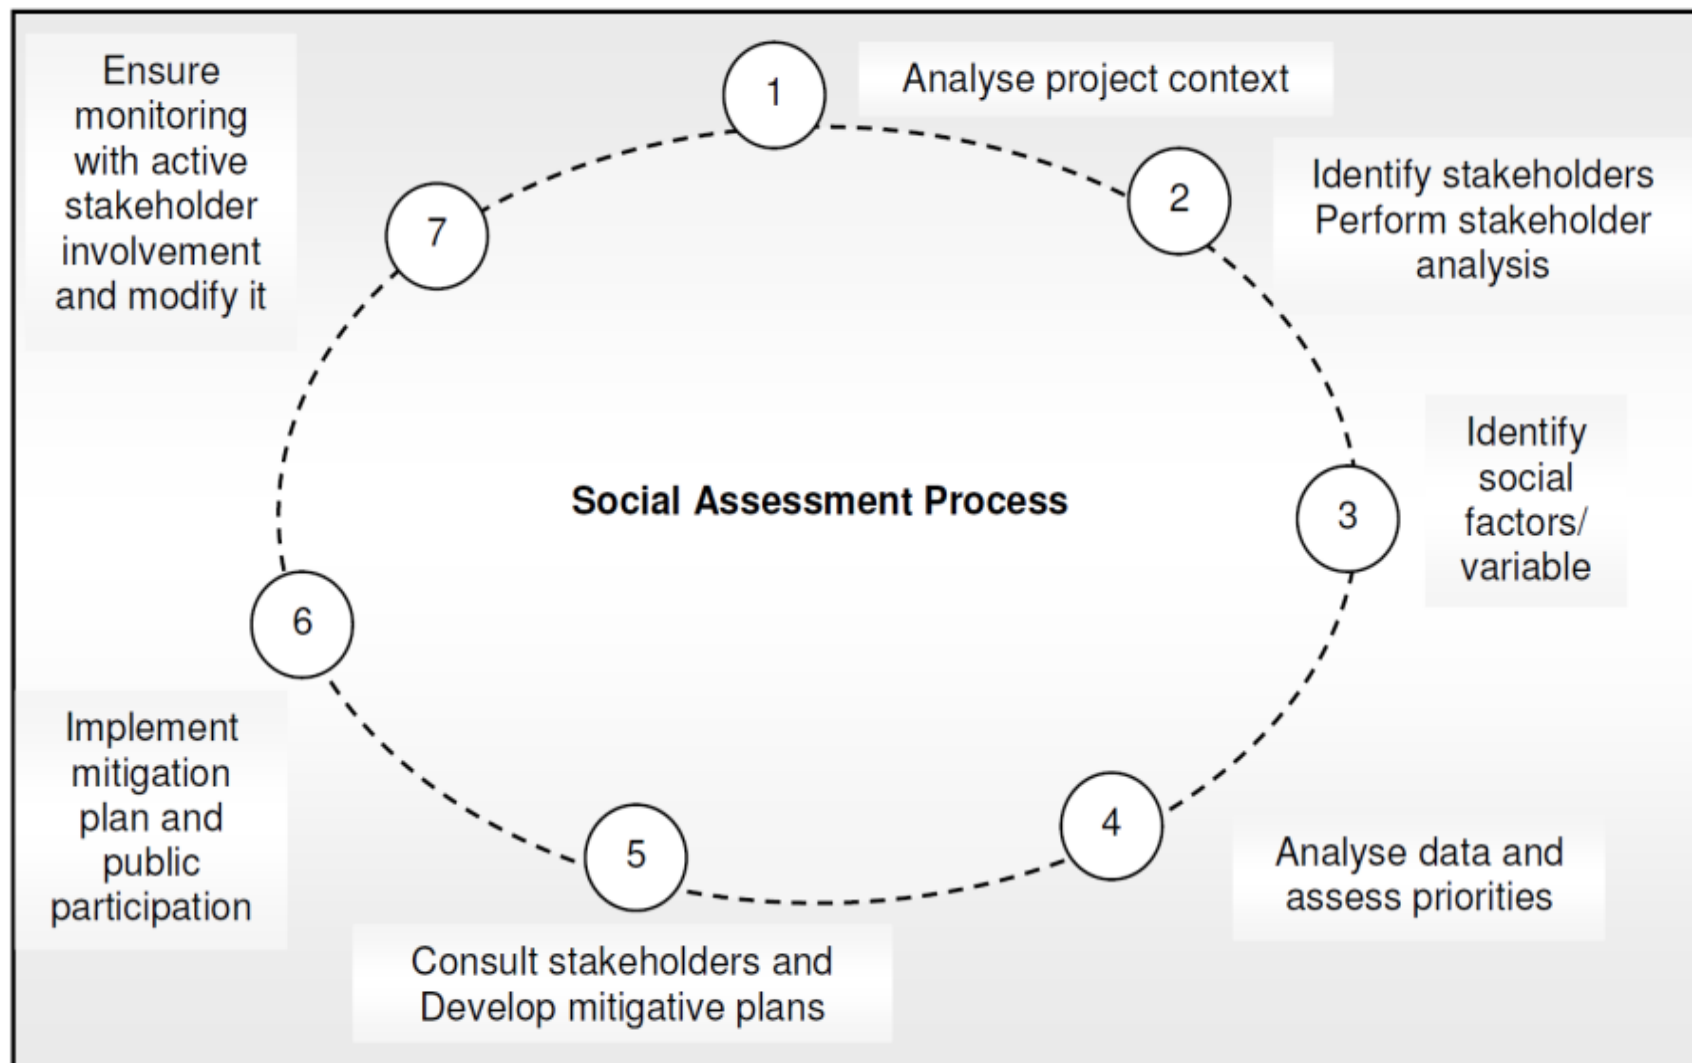 1
Analyse project context
2
Identify stakeholders
Perform stakeholder
analysis
3
Identify
social
factors/
variable
4
Analyse data and
assess priorities
5
Consult stakeholders and
Develop mitigative plans
6
Implement
mitigation
plan and
public
participation
7
Ensure
monitoring
with active
stakeholder
involvement
and modify it
Social Assessment Process